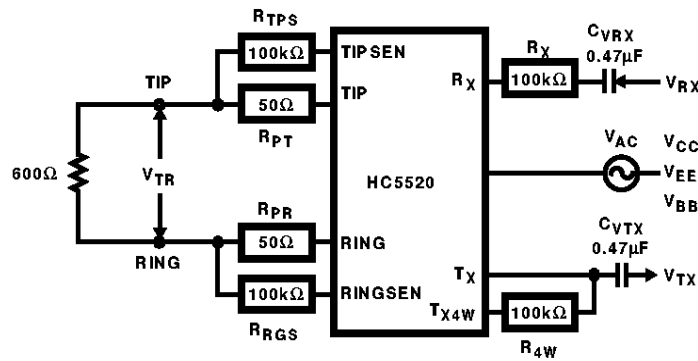 RTPS
100kΩ
TIP
50Ω
RPT
600Ω
VTR
RPR
50Ω
RING
100kΩ
RRGS
TIPSEN
TIP
HC5520
RING
RINGSEN
RX
TX
TX4W
RX
100kΩ
CVRX
0.47μF
VRX
VAC
VCC
VEE
VBB
CVTX
0.47μF
VTX
100kΩ
R4W